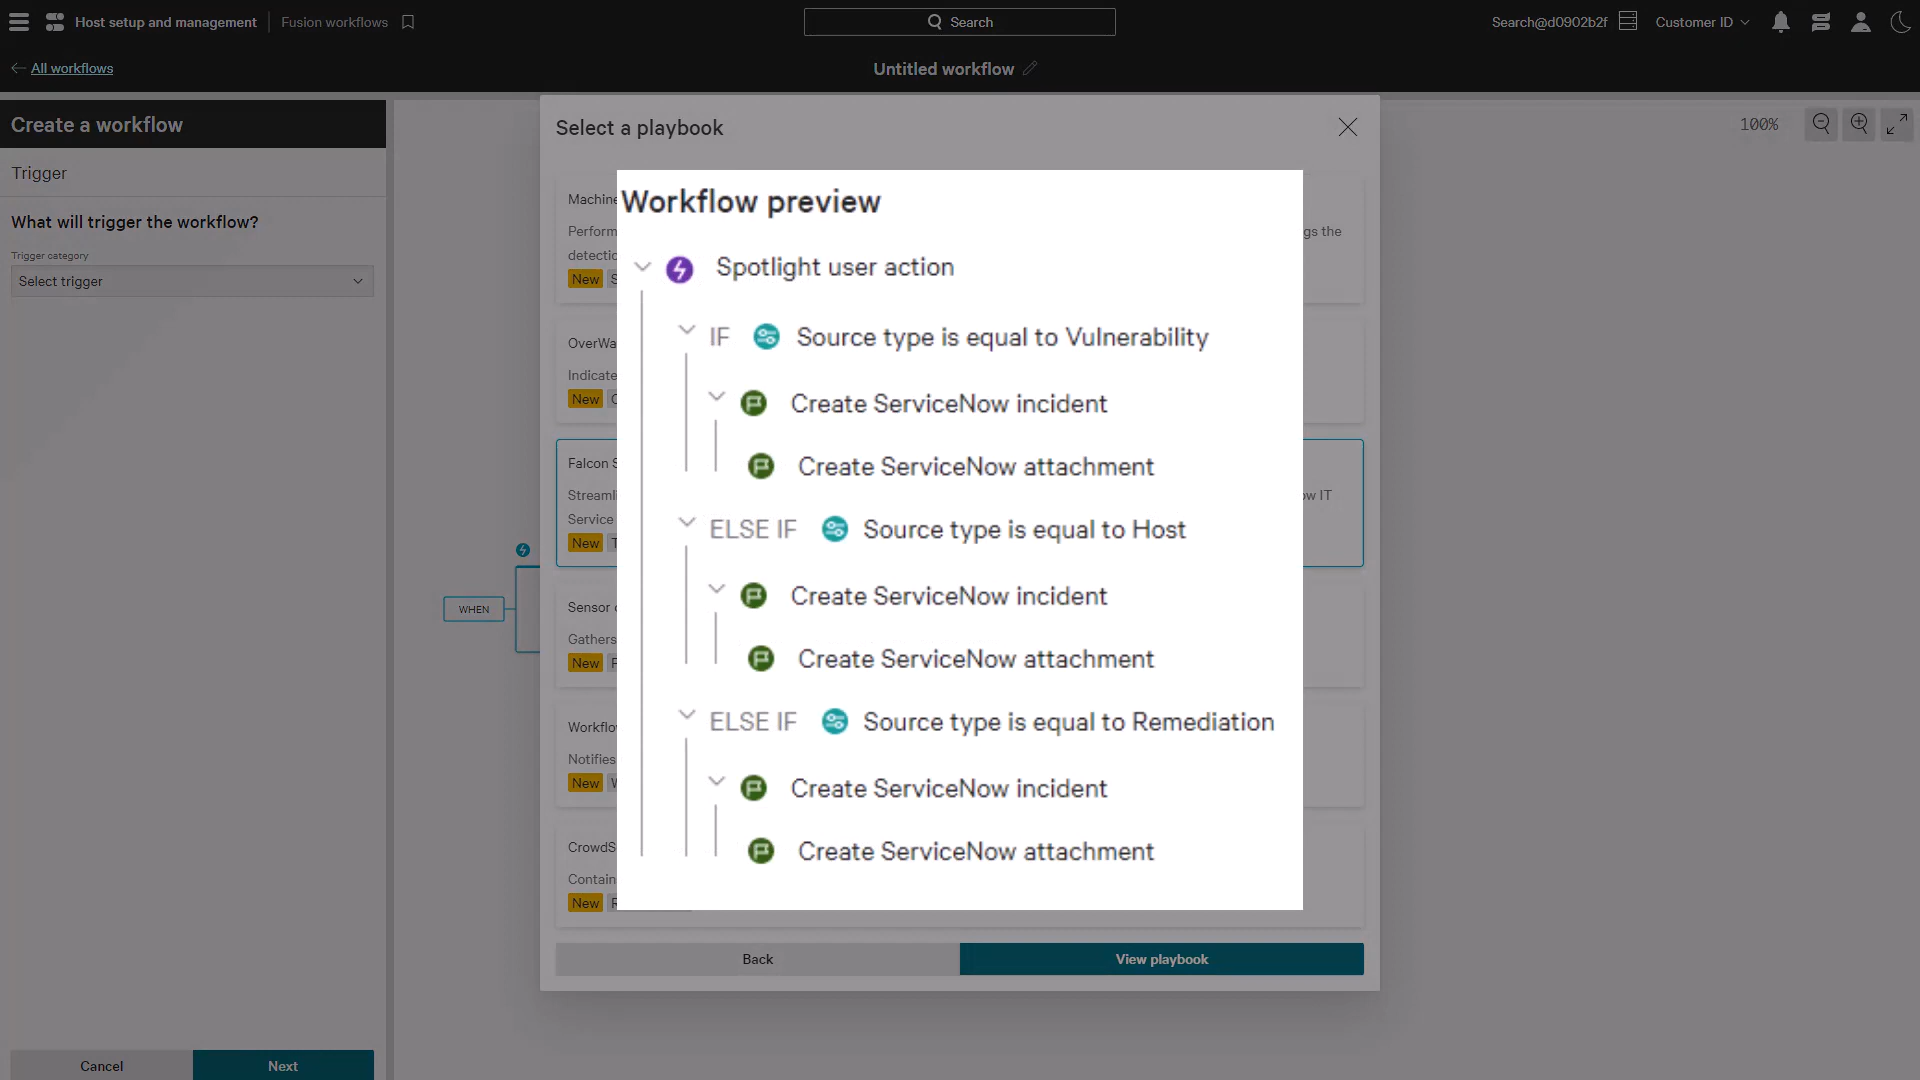 Host setup and management
Fusion workflows
Search
Search@d0902b2f
Customer ID
All workflows
Untitled workflow
Create a workflow
Trigger
What will trigger the workflow?
Trigger category
Select trigger
Cancel
Next
WHEN
100%
Select a playbook
Machine
Perform
gs the
detectio
New
OverWa
Indicate
New
Falcon S
Streamli
ow IT
Service
New
Sensor
Gathers
New
Workflo
Notifies
New
CrowdS
Contain
New
Workflow preview
Spotlight user action
IF Source type is equal to Vulnerability
Create ServiceNow incident
Create ServiceNow attachment
ELSE IF Source type is equal to Host
Create ServiceNow incident
Create ServiceNow attachment
ELSE IF Source type is equal to Remediation
Create ServiceNow incident
Create ServiceNow attachment
Back
View playbook